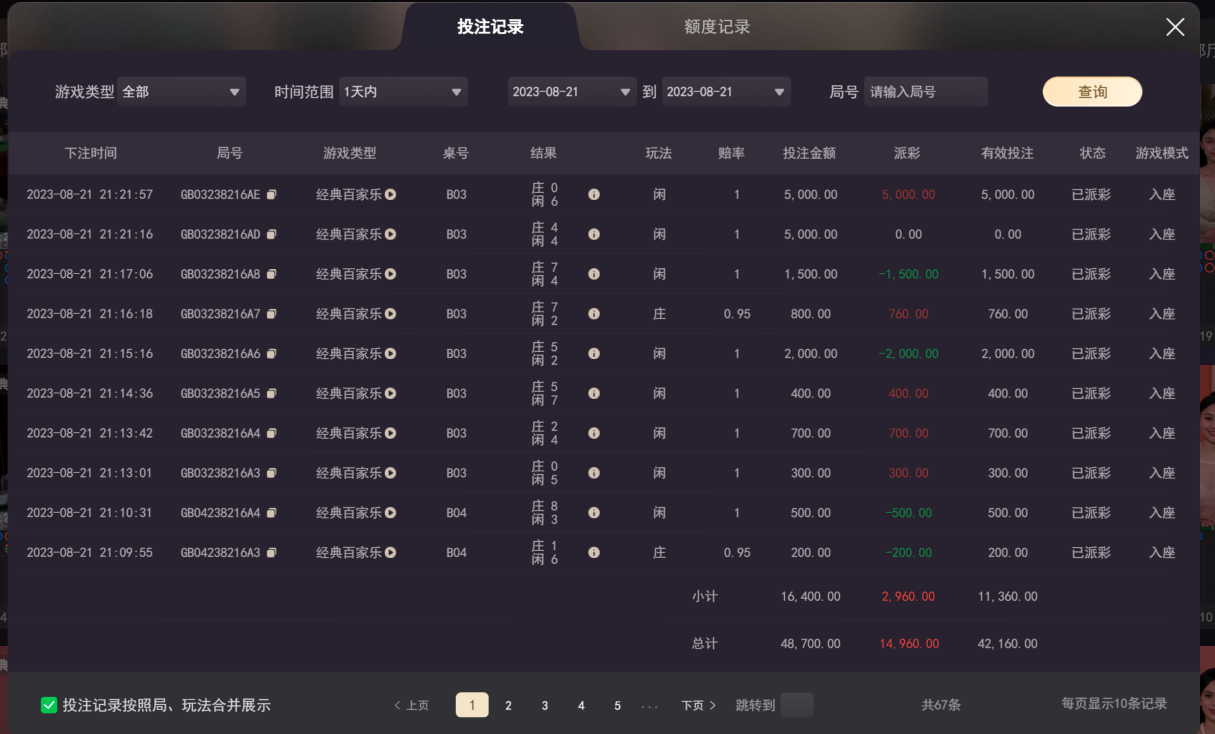 投注记录 额度记录
游戏类型 全部 时间范围 1天内 2023-08-21 到 2023-08-21 局号 请输入局号 查询
下注时间 局号 游戏类型 桌号 结果 玩法 赔率 投注金额 派彩 有效投注 状态 游戏模式
2023-08-21 21:21:57 GB03238216AE 经典百家乐 B03 庄 0 闲 6 闲 1 5,000.00 5,000.00 5,000.00 已派彩 入座
2023-08-21 21:21:16 GB03238216AD 经典百家乐 B03 庄 4 闲 4 闲 1 5,000.00 0.00 0.00 已派彩 入座
2023-08-21 21:17:06 GB03238216A8 经典百家乐 B03 庄 7 闲 4 闲 1 1,500.00 -1,500.00 1,500.00 已派彩 入座
2023-08-21 21:16:18 GB03238216A7 经典百家乐 B03 庄 7 闲 2 庄 0.95 800.00 760.00 760.00 已派彩 入座
2023-08-21 21:15:16 GB03238216A6 经典百家乐 B03 庄 5 闲 2 闲 1 2,000.00 -2,000.00 2,000.00 已派彩 入座
2023-08-21 21:14:36 GB03238216A5 经典百家乐 B03 庄 5 闲 7 闲 1 400.00 400.00 400.00 已派彩 入座
2023-08-21 21:13:42 GB03238216A4 经典百家乐 B03 庄 2 闲 4 闲 1 700.00 700.00 700.00 已派彩 入座
2023-08-21 21:13:01 GB03238216A3 经典百家乐 B03 庄 0 闲 5 闲 1 300.00 300.00 300.00 已派彩 入座
2023-08-21 21:10:31 GB04238216A4 经典百家乐 B04 庄 8 闲 3 闲 1 500.00 -500.00 500.00 已派彩 入座
2023-08-21 21:09:55 GB04238216A3 经典百家乐 B04 庄 1 闲 6 庄 0.95 200.00 -200.00 200.00 已派彩 入座
小计 16,400.00 2,960.00 11,360.00
总计 48,700.00 14,960.00 42,160.00
投注记录按照局、玩法合并展示 < 上页 1 2 3 4 5 ... 下页 > 跳转到 共67条 每页显示10条记录